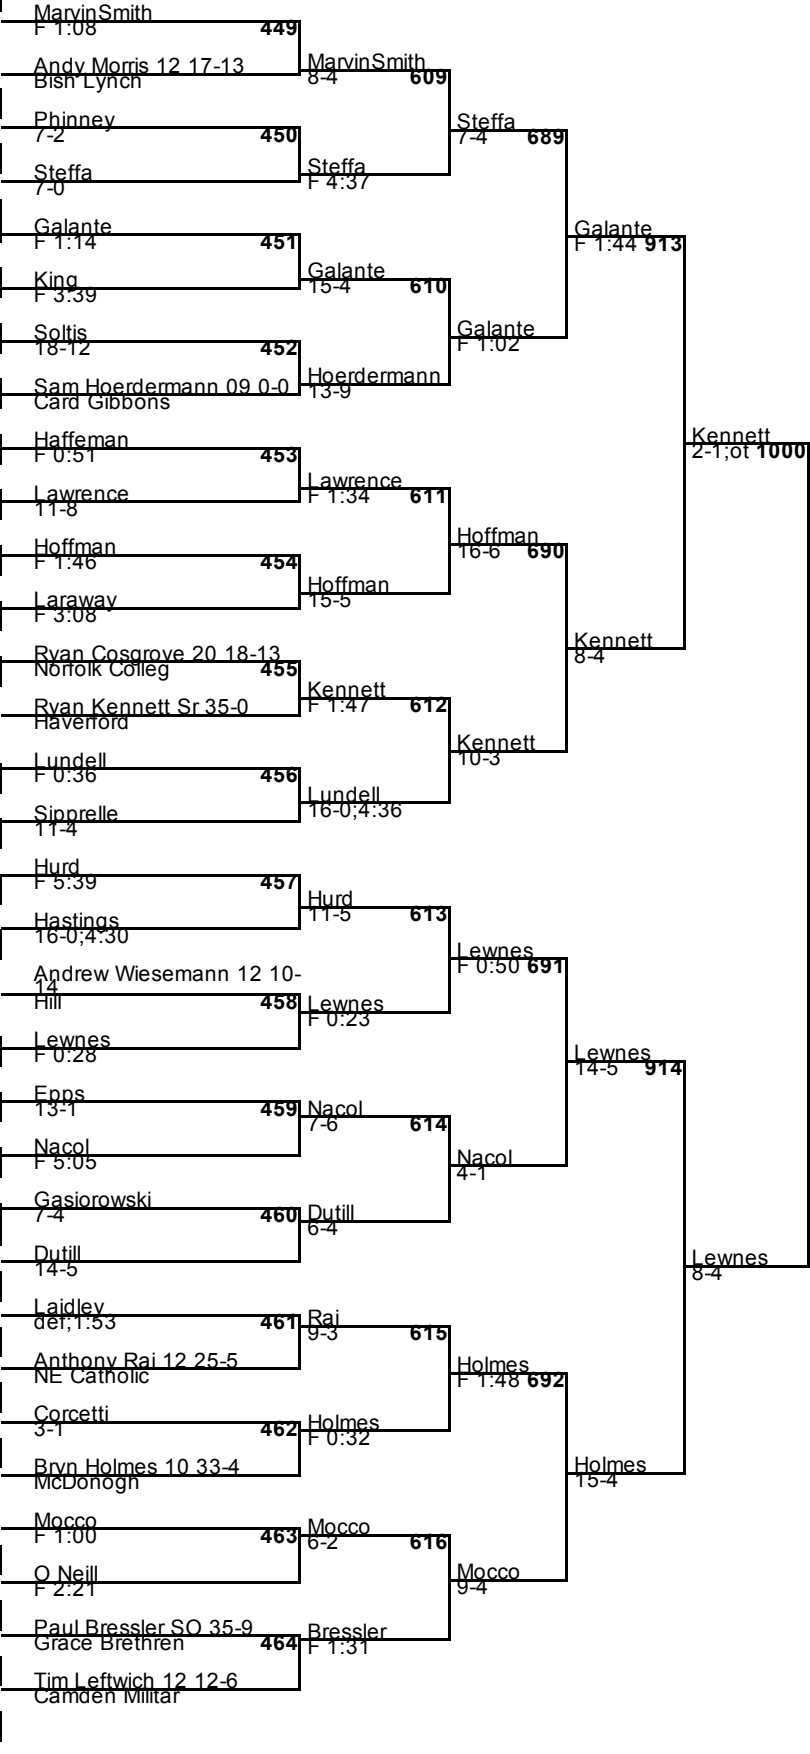 MarvinSmith
F 1:08
449
Andy Morris 12 17-13
Bish Lynch
Phinney
7-2
450
Steffa
7-0
Galante
F 1:14
451
King
F 3:39
Soltis
18-12
452
Sam Hoerdermann 09 0-0
Card Gibbons
Haffeman
F 0:51
453
Lawrence
11-8
Hoffman
F 1:46
454
Laraway
F 3:08
Ryan Cosgrove 20 18-13
Norfolk Colleg
455
Ryan Kennett Sr 35-0
Haverford
Lundell
F 0:36
456
Sipprelle
11-4
Hurd
F 5:39
457
Hastings
16-0;4:30
Andrew Wiesemann 12 10-
14
Hill
458
Lewnes
F 0:28
Epps
13-1
459
Nacol
F 5:05
Gasiorowski
7-4
460
Dutill
14-5
Laidley
def;1:53
461
Anthony Rai 12 25-5
NE Catholic
Corcetti
3-1
462
Bryn Holmes 10 33-4
McDonogh
Mocco
F 1:00
463
O Neill
F 2:21
Paul Bressler SO 35-9
Grace Brethren
464
Tim Leftwich 12 12-6
Camden Militar
MarvinSmith
8-4
609
Steffa
F 4:37
Galante
15-4
610
Hoerdermann
13-9
Lawrence
F 1:34
611
Hoffman
15-5
Kennett
F 1:47
612
Lundell
16-0;4:36
Hurd
11-5
613
Lewnes
F 0:23
Nacol
7-6
614
Dutill
6-4
Rai
9-3
615
Holmes
F 0:32
Mocco
6-2
616
Bressler
F 1:31
Steffa
7-4
689
Galante
F 1:02
Hoffman
16-6
690
Kennett
10-3
Lewnes
F 0:50 691
Nacol
4-1
Holmes
F 1:48 692
Mocco
9-4
Galante
F 1:44 913
Kennett
8-4
Lewnes
14-5
914
Holmes
15-4
Kennett
2-1;ot 1000
Lewnes
8-4